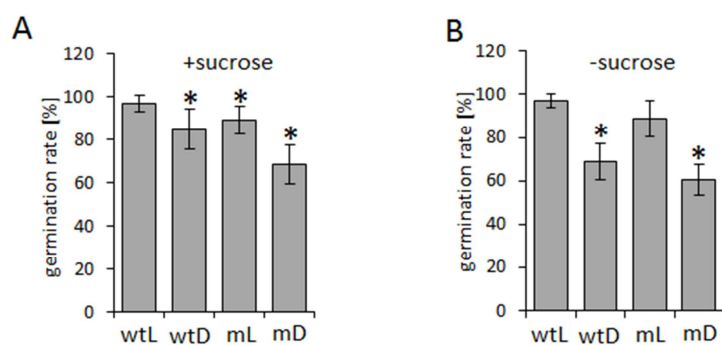 A
+sucrose
germination rate [%]
120
100
80
60
40
20
0
* * *
wtL wtD mL mD
B
-sucrose
germination rate [%]
120
100
80
60
40
20
0
* *
wtL wtD mL mD